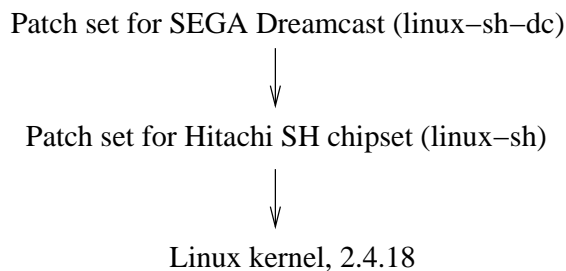 Patch set for SEGA Dreamcast (linux−sh−dc)
Patch set for Hitachi SH chipset (linux−sh)
Linux kernel, 2.4.18